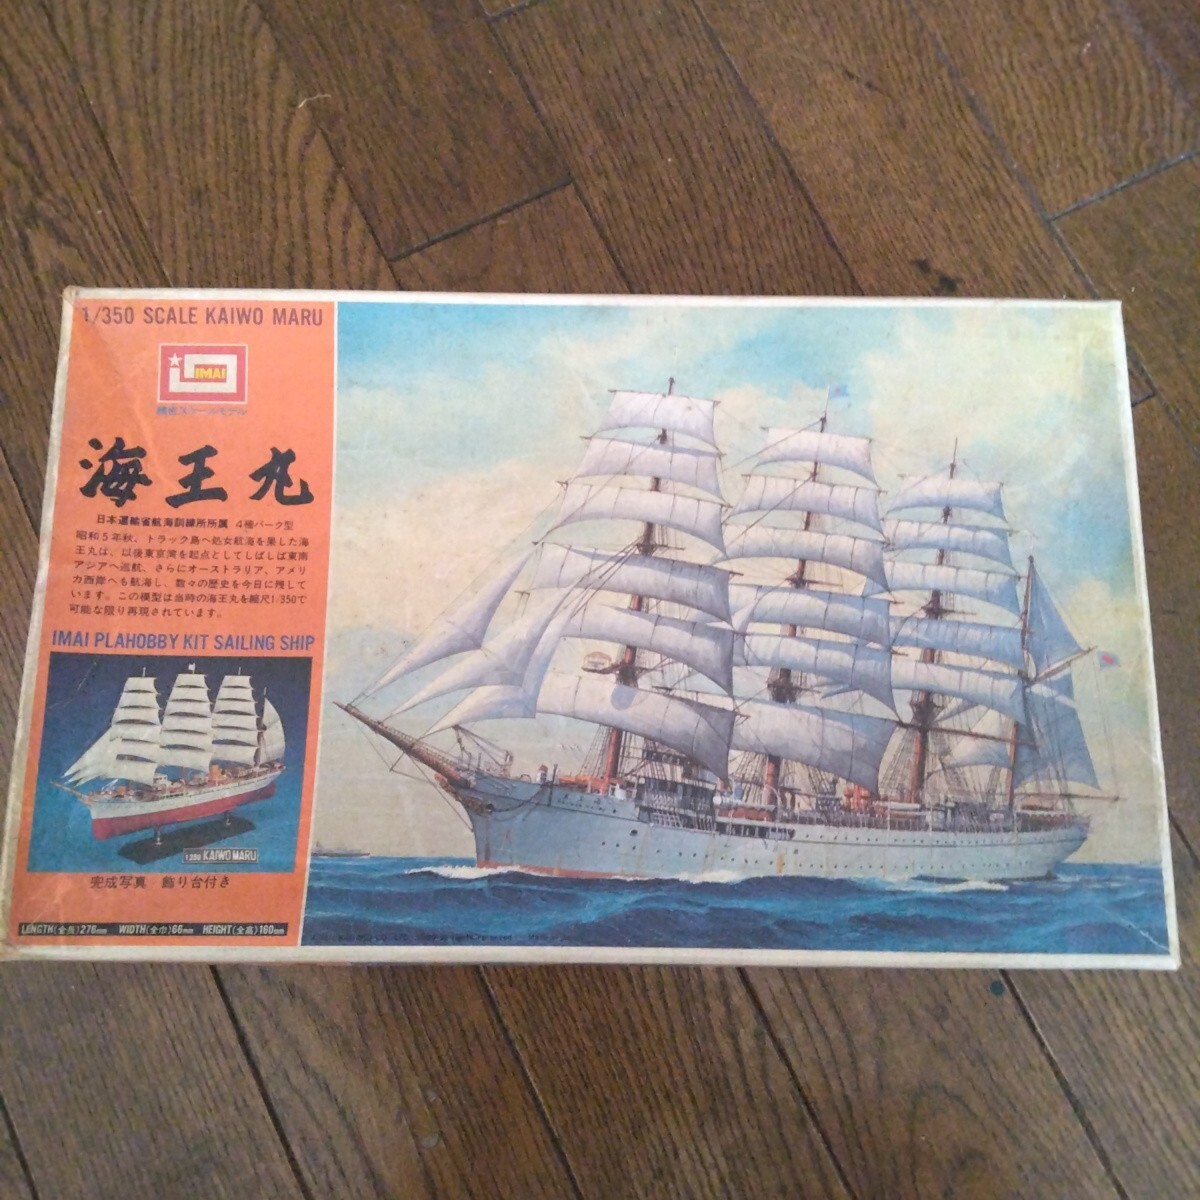 1/350 SCALE KAIWO MARU
IMAI
精密スケールモデル
海王丸
日本運輸省航海訓練所所属 4檣バーク型
昭和5年秋、トラック島へ処女航海を果した海
王丸は、以後東京湾を起点としてしばしば東南
アジアへ巡航、さらにオーストラリア、アメリ
カ西岸へも航海し、数々の歴史を今日に残して
います。この模型は当時の海王丸を縮尺1/350で
可能な限り再現されています。
IMAI PLAHOBBY KIT SAILING SHIP
1:350 KAIWO MARU
完成写真 飾り台付き
LENGTH(全長)276mm WIDTH(全巾)66mm HEIGHT(全高)160mm